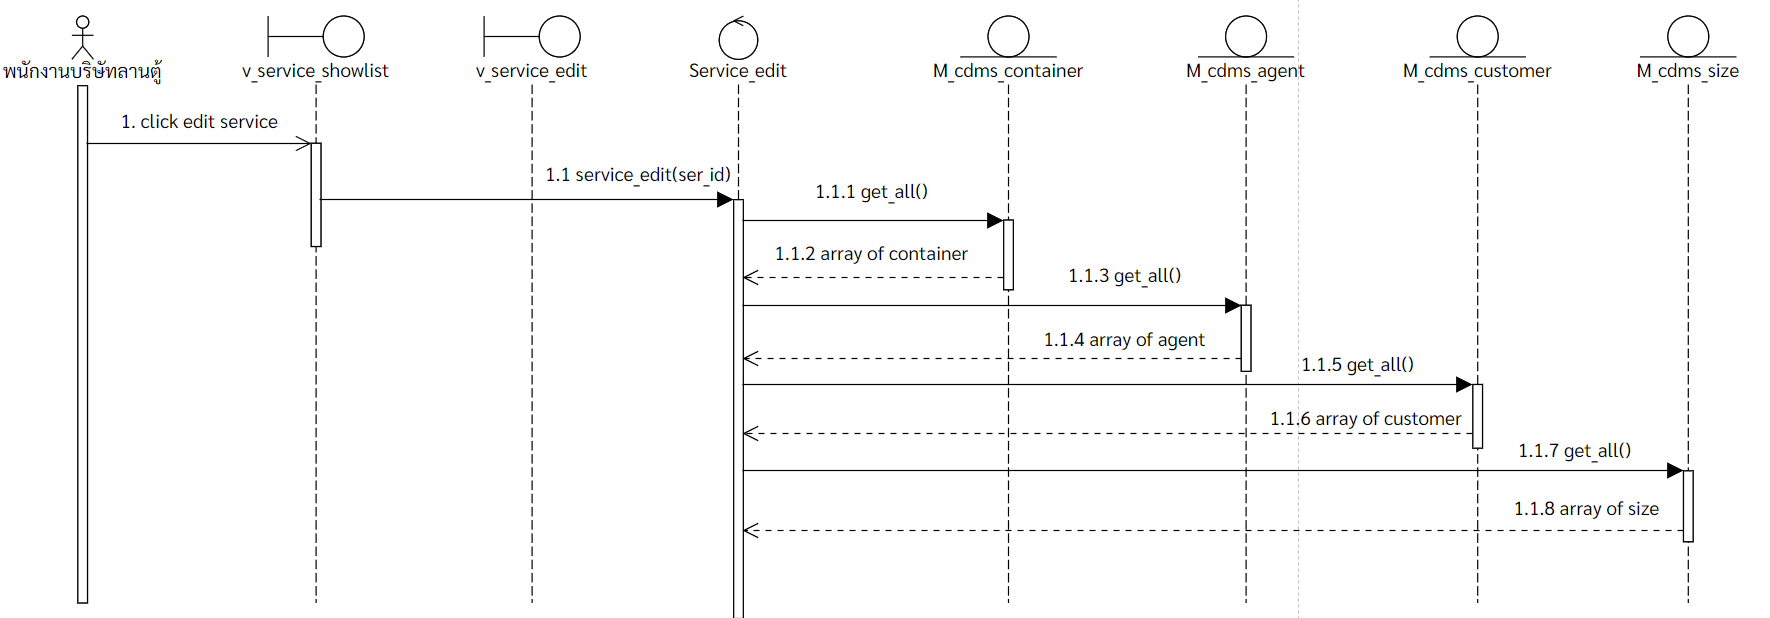 พนักงานบริษัทลานตู้
v_service_showlist
v_service_edit
Service_edit
M_cdms_container
M_cdms_agent
M_cdms_customer
M_cdms_size
1. click edit service
1.1 service_edit(ser_id)
1.1.1 get_all()
1.1.2 array of container
1.1.3 get_all()
1.1.4 array of agent
1.1.5 get_all()
1.1.6 array of customer
1.1.7 get_all()
1.1.8 array of size